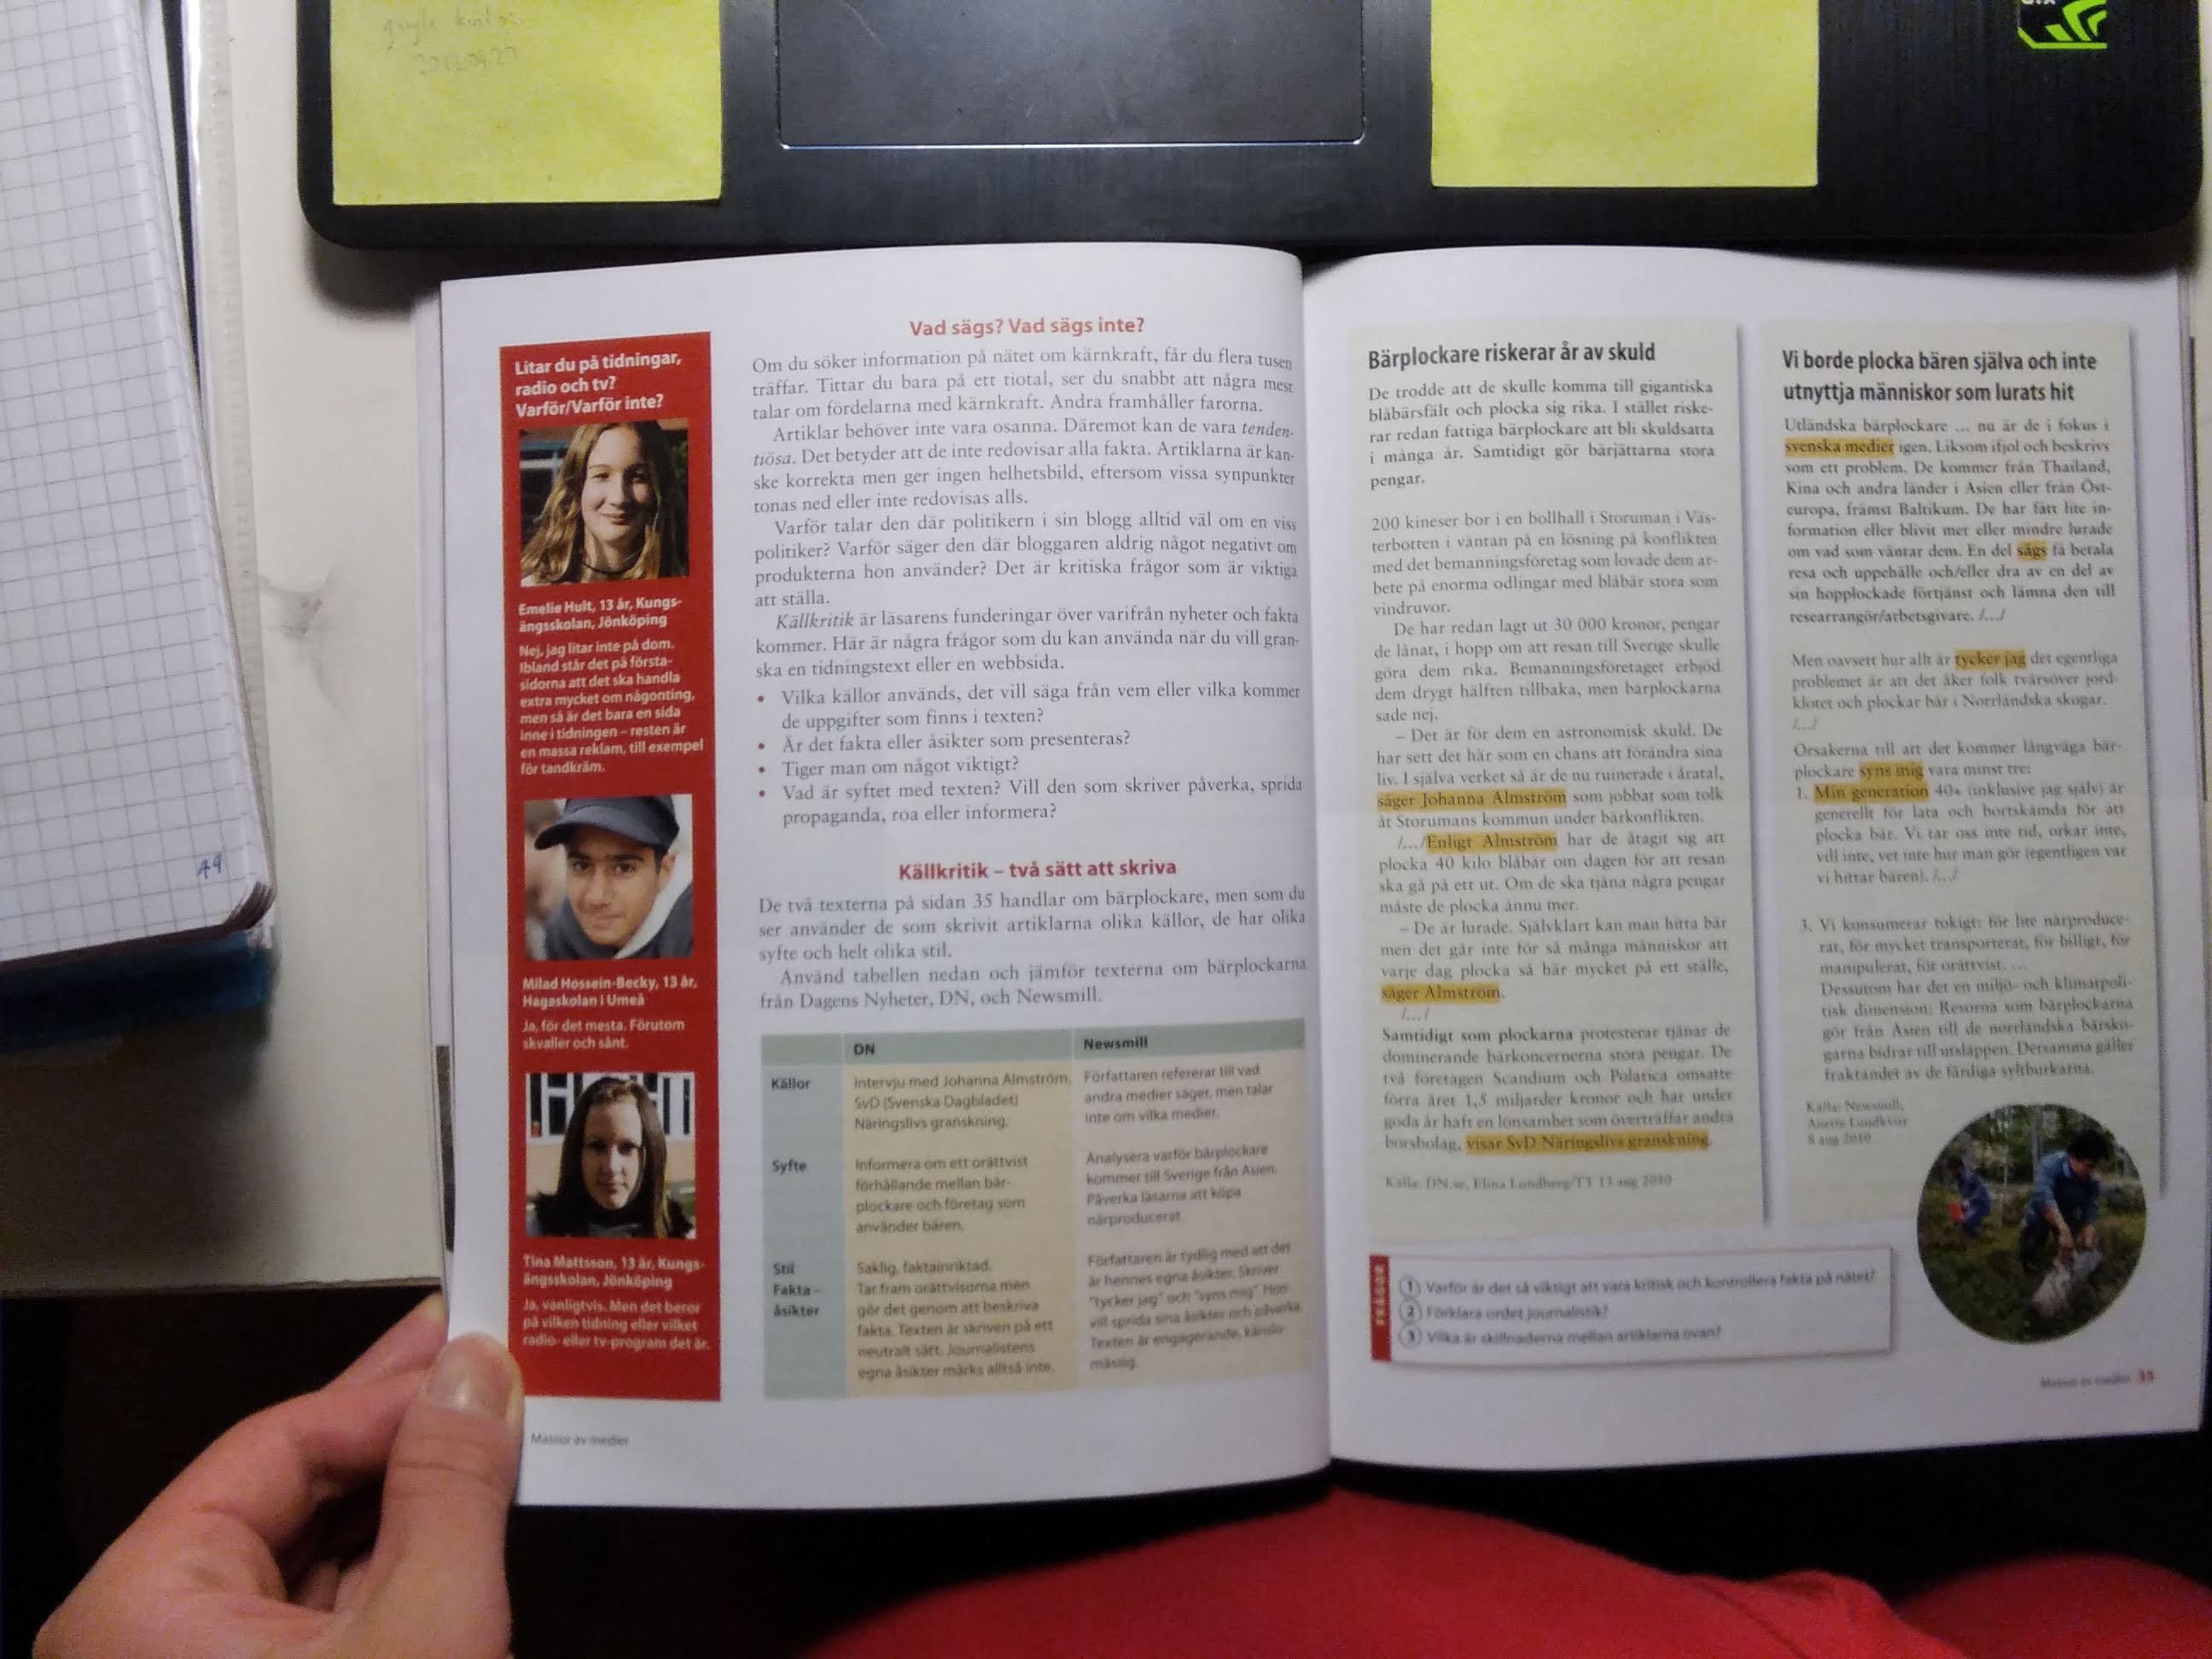 google
2017.09.27
GTX
44
Litar du på tidningar,
radio och tv?
Varför/Varför inte?
Emelie Hult, 13 år, Kungs-
ängsskolan, Jönköping
Nej, jag litar inte på dom.
Ibland står det på första-
sidorna att det ska handla
extra mycket om någonting,
men så är det bara en sida
inne i tidningen – resten är
en massa reklam, till exempel
för tandkräm.
Milad Hossein-Becky, 13 år,
Hagaskolan i Umeå
Ja, för det mesta. Förutom
skvaller och sånt.
Tina Mattsson, 13 år, Kungs-
ängsskolan, Jönköping
Ja, vanligtvis. Men det beror
på vilken tidning eller vilket
radio- eller tv-program det är.
Vad sägs? Vad sägs inte?
Om du söker information på nätet om kärnkraft, får du flera tusen
träffar. Tittar du bara på ett tiotal, ser du snabbt att några mest
talar om fördelarna med kärnkraft. Andra framhåller farorna.
Artiklar behöver inte vara osanna. Däremot kan de vara tenden-
tiösa. Det betyder att de inte redovisar alla fakta. Artiklarna är kan-
ske korrekta men ger ingen helhetsbild, eftersom vissa synpunkter
tonas ned eller inte redovisas alls.
Varför talar den där politikern i sin blogg alltid väl om en viss
politiker? Varför säger den där bloggaren aldrig något negativt om
produkterna hon använder? Det är kritiska frågor som är viktiga
att ställa.
Källkritik är läsarens funderingar över varifrån nyheter och fakta
kommer. Här är några frågor som du kan använda när du vill gran-
ska en tidningstext eller en webbsida.
• Vilka källor används, det vill säga från vem eller vilka kommer
de uppgifter som finns i texten?
• Är det fakta eller åsikter som presenteras?
• Tiger man om något viktigt?
• Vad är syftet med texten? Vill den som skriver påverka, sprida
propaganda, roa eller informera?
Källkritik – två sätt att skriva
De två texterna på sidan 35 handlar om bärplockare, men som du
ser använder de som skrivit artiklarna olika källor, de har olika
syfte och helt olika stil.
Använd tabellen nedan och jämför texterna om bärplockarna
från Dagens Nyheter, DN, och Newsmill.
DN
Newsmill
Källor
Intervju med Johanna Almström,
SvD (Svenska Dagbladet)
Näringslivs granskning.
Författaren refererar till vad
andra medier säger, men talar
inte om vilka medier.
Syfte
Informera om ett orättvist
förhållande mellan bär-
plockare och företag som
använder bären.
Analysera varför bärplockare
kommer till Sverige från Asien.
Påverka läsarna att köpa
närproducerat.
Stil
Fakta –
åsikter
Saklig, faktainriktad.
Tar fram orättvisorna men
gör det genom att beskriva
fakta. Texten är skriven på ett
neutralt sätt. Journalistens
egna åsikter märks alltså inte.
Författaren är tydlig med att det
är hennes egna åsikter. Skriver
"tycker jag" och "syns mig". Hon
vill sprida sina åsikter och påverka.
Texten är engagerande, känslo-
mässig.
Massor av medier
Bärplockare riskerar år av skuld
De trodde att de skulle komma till gigantiska
blåbärsfält och plocka sig rika. I stället riske-
rar redan fattiga bärplockare att bli skuldsatta
i många år. Samtidigt gör bärjättarna stora
pengar.
200 kineser bor i en bollhall i Storuman i Väs-
terbotten i väntan på en lösning på konflikten
med det bemanningsföretag som lovade dem ar-
bete på enorma odlingar med blåbär stora som
vindruvor.
De har redan lagt ut 30 000 kronor, pengar
de lånat, i hopp om att resan till Sverige skulle
göra dem rika. Bemanningsföretaget erbjöd
dem drygt hälften tillbaka, men bärplockarna
sade nej.
– Det är för dem en astronomisk skuld. De
har sett det här som en chans att förändra sina
liv. I själva verket så är de nu ruinerade i åratal,
säger Johanna Almström som jobbat som tolk
åt Storumans kommun under bärkonflikten.
/.../Enligt Almström har de åtagit sig att
plocka 40 kilo blåbär om dagen för att resan
ska gå på ett ut. Om de ska tjäna några pengar
måste de plocka ännu mer.
– De är lurade. Självklart kan man hitta bär
men det går inte för så många människor att
varje dag plocka så här mycket på ett ställe,
säger Almström.
/.../
Samtidigt som plockarna protesterar tjänar de
dominerande bärkoncernerna stora pengar. De
två företagen Scandium och Polarica omsatte
förra året 1,5 miljarder kronor och har under
goda år haft en lönsamhet som överträffar andra
börsbolag, visar SvD Näringslivs granskning.
Källa: DN.se, Elina Lundberg/TT 13 aug 2010
Vi borde plocka bären själva och inte
utnyttja människor som lurats hit
Utländska bärplockare ... nu är de i fokus i
svenska medier igen. Liksom ifjol och beskrivs
som ett problem. De kommer från Thailand,
Kina och andra länder i Asien eller från Öst-
europa, främst Baltikum. De har fått lite in-
formation eller blivit mer eller mindre lurade
om vad som väntar dem. En del sägs få betala
resa och uppehälle och/eller dra av en del av
sin hopplockade förtjänst och lämna den till
researrangör/arbetsgivare. /.../
Men oavsett hur allt är tycker jag det egentliga
problemet är att det åker folk tvärsöver jord-
klotet och plockar bär i Norrländska skogar.
/.../
Orsakerna till att det kommer långväga bär-
plockare syns mig vara minst tre:
1. Min generation 40+ (inklusive jag själv) är
generellt för lata och bortskämda för att
plocka bär. Vi tar oss inte tid, orkar inte,
vill inte, vet inte hur man gör (egentligen var
vi hittar bären). /.../
3. Vi konsumerar tokigt: för lite närproduce-
rat, för mycket transporterat, för billigt, för
manipulerat, för orättvist. ...
Dessutom har det en miljö- och klimatpoli-
tisk dimension: Resorna som bärplockarna
gör från Asien till de norrländska bärsko-
garna bidrar till utsläppen. Detsamma gäller
fraktandet av de färdiga syltburkarna.
Källa: Newsmill,
8 aug 2010
FRÅGOR
1 Varför är det så viktigt att vara kritisk och kontrollera fakta på nätet?
2 Förklara ordet journalistik?
3 Vilka är skillnaderna mellan artiklarna ovan?
Massor av medier 35